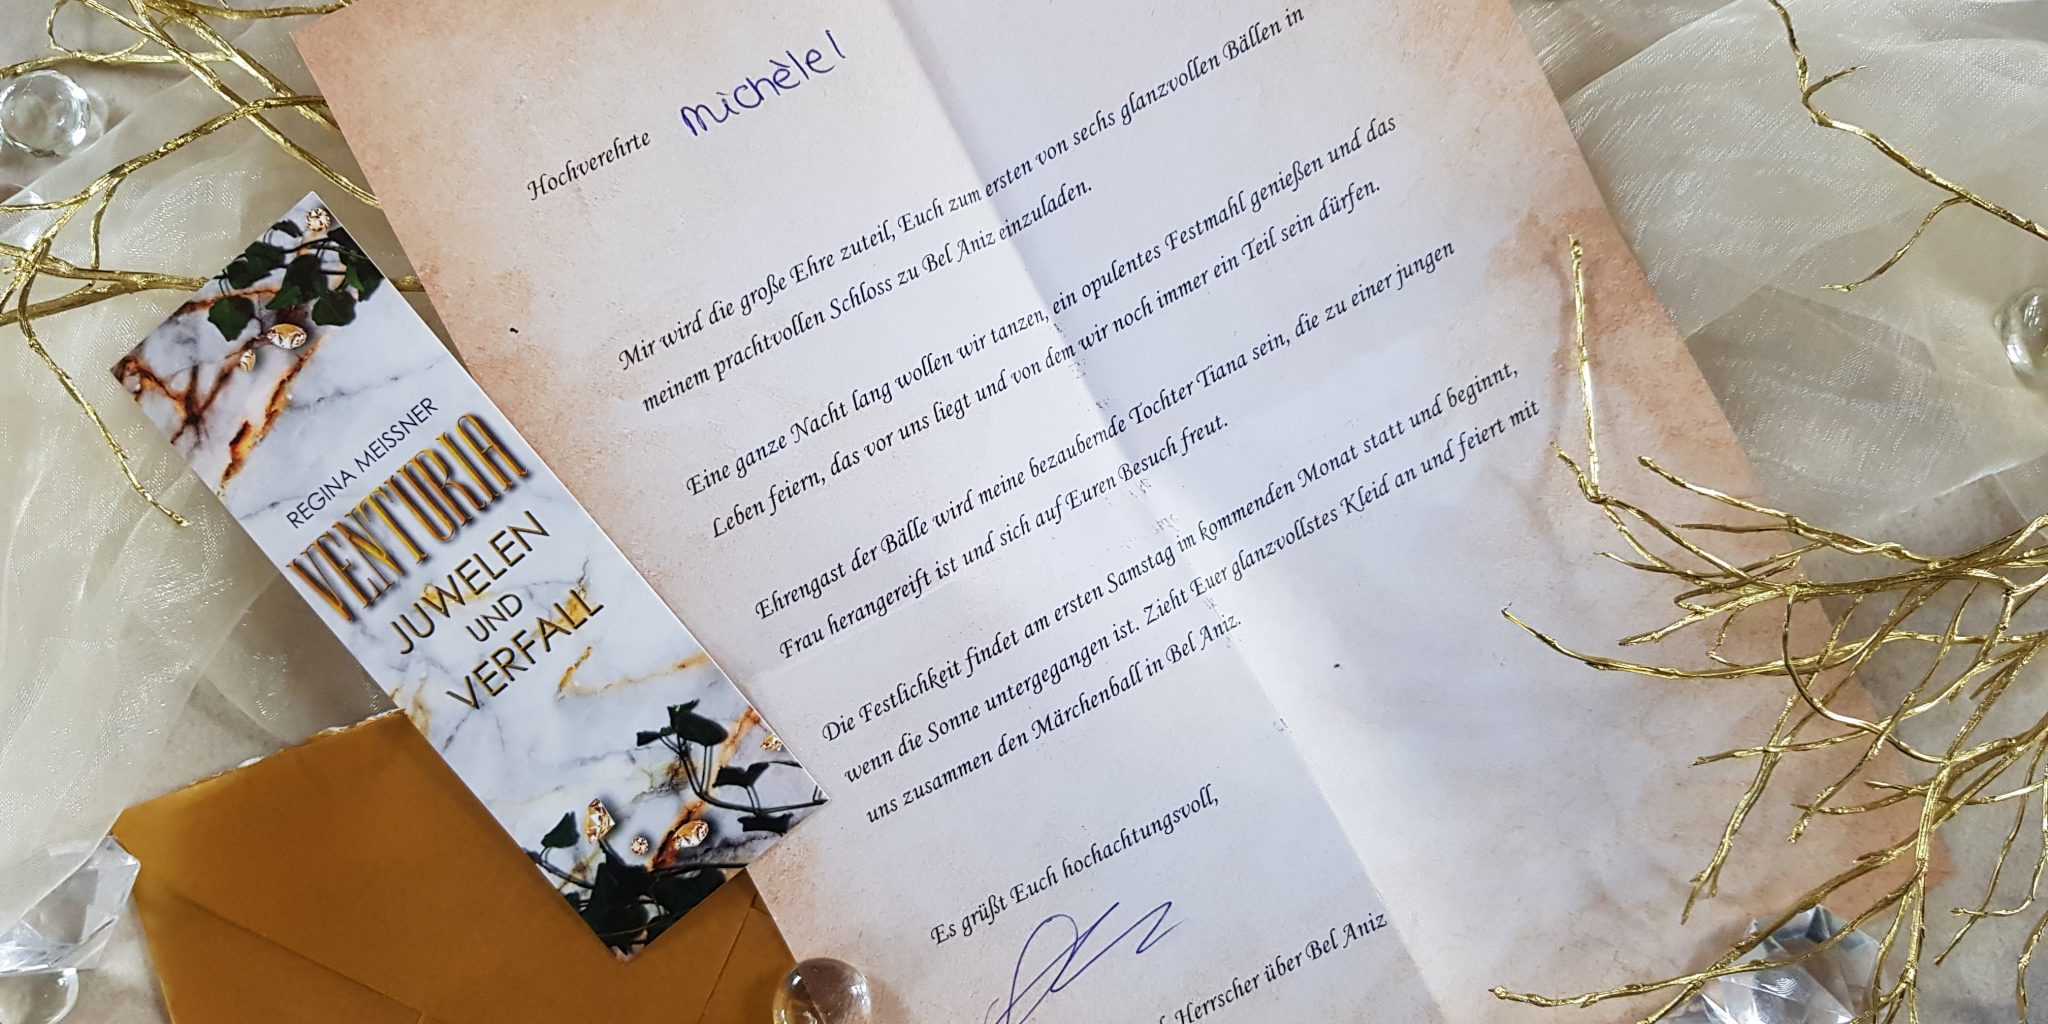 Hochverehrte Michèle!
Mir wird die große Ehre zuteil, Euch zum ersten von sechs glanzvollen Bällen in
meinem prachtvollen Schloss zu Bel Aniz einzuladen.
Eine ganze Nacht lang wollen wir tanzen, ein opulentes Festmahl genießen und das
Leben feiern, das vor uns liegt und von dem wir noch immer ein Teil sein dürfen.
Ehrengast der Bälle wird meine bezaubernde Tochter Tiana sein, die zu einer jungen
Frau herangereift ist und sich auf Euren Besuch freut.
Die Festlichkeit findet am ersten Samstag im kommenden Monat statt und beginnt,
wenn die Sonne untergegangen ist. Zieht Euer glanzvollstes Kleid an und feiert mit
uns zusammen den Märchenball in Bel Aniz.
Es grüßt Euch hochachtungsvoll,
Herrscher über Bel Aniz
REGINA MEISSNER
VENTURIA
JUWELEN
UND
VERFALL